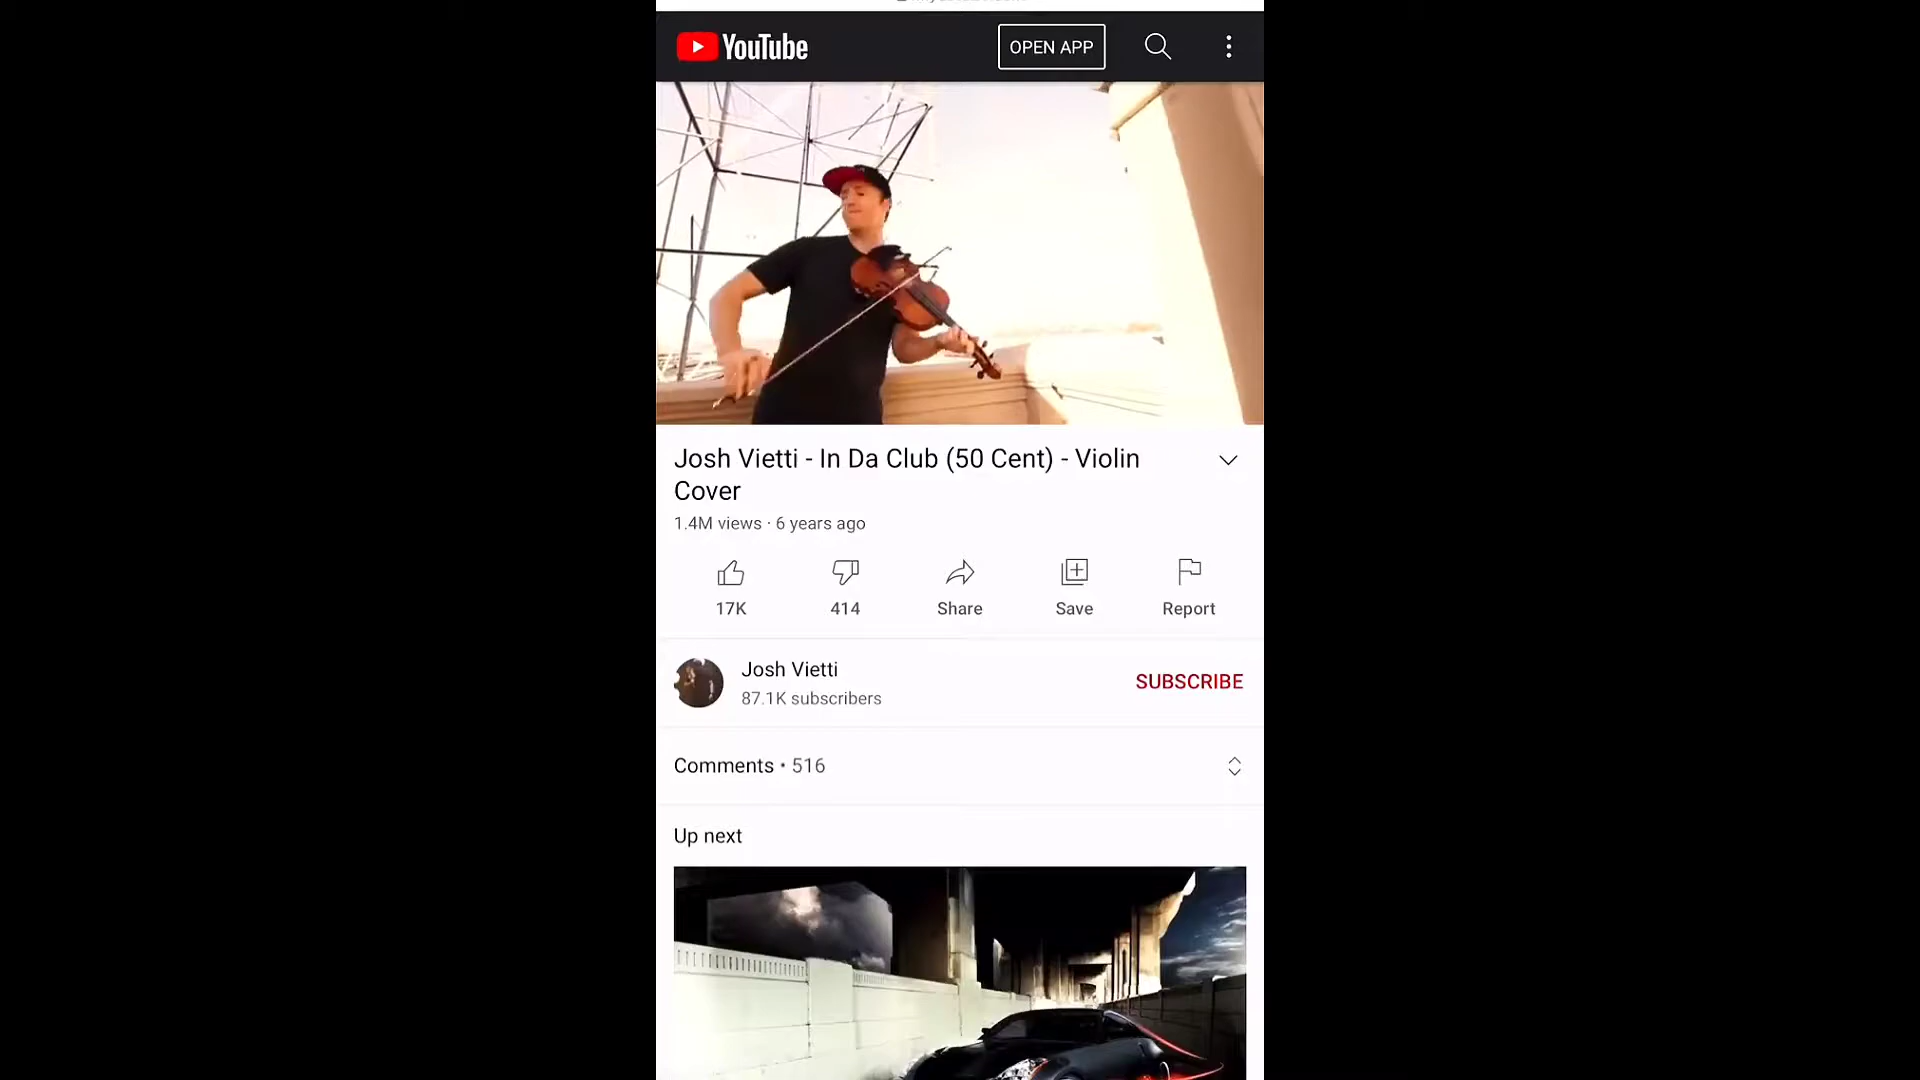 YouTube
OPEN APP
Josh Vietti - In Da Club (50 Cent) - Violin
Cover
1.4M views · 6 years ago
17K
414
Share
Save
Report
Josh Vietti
87.1K subscribers
SUBSCRIBE
Comments • 516
Up next